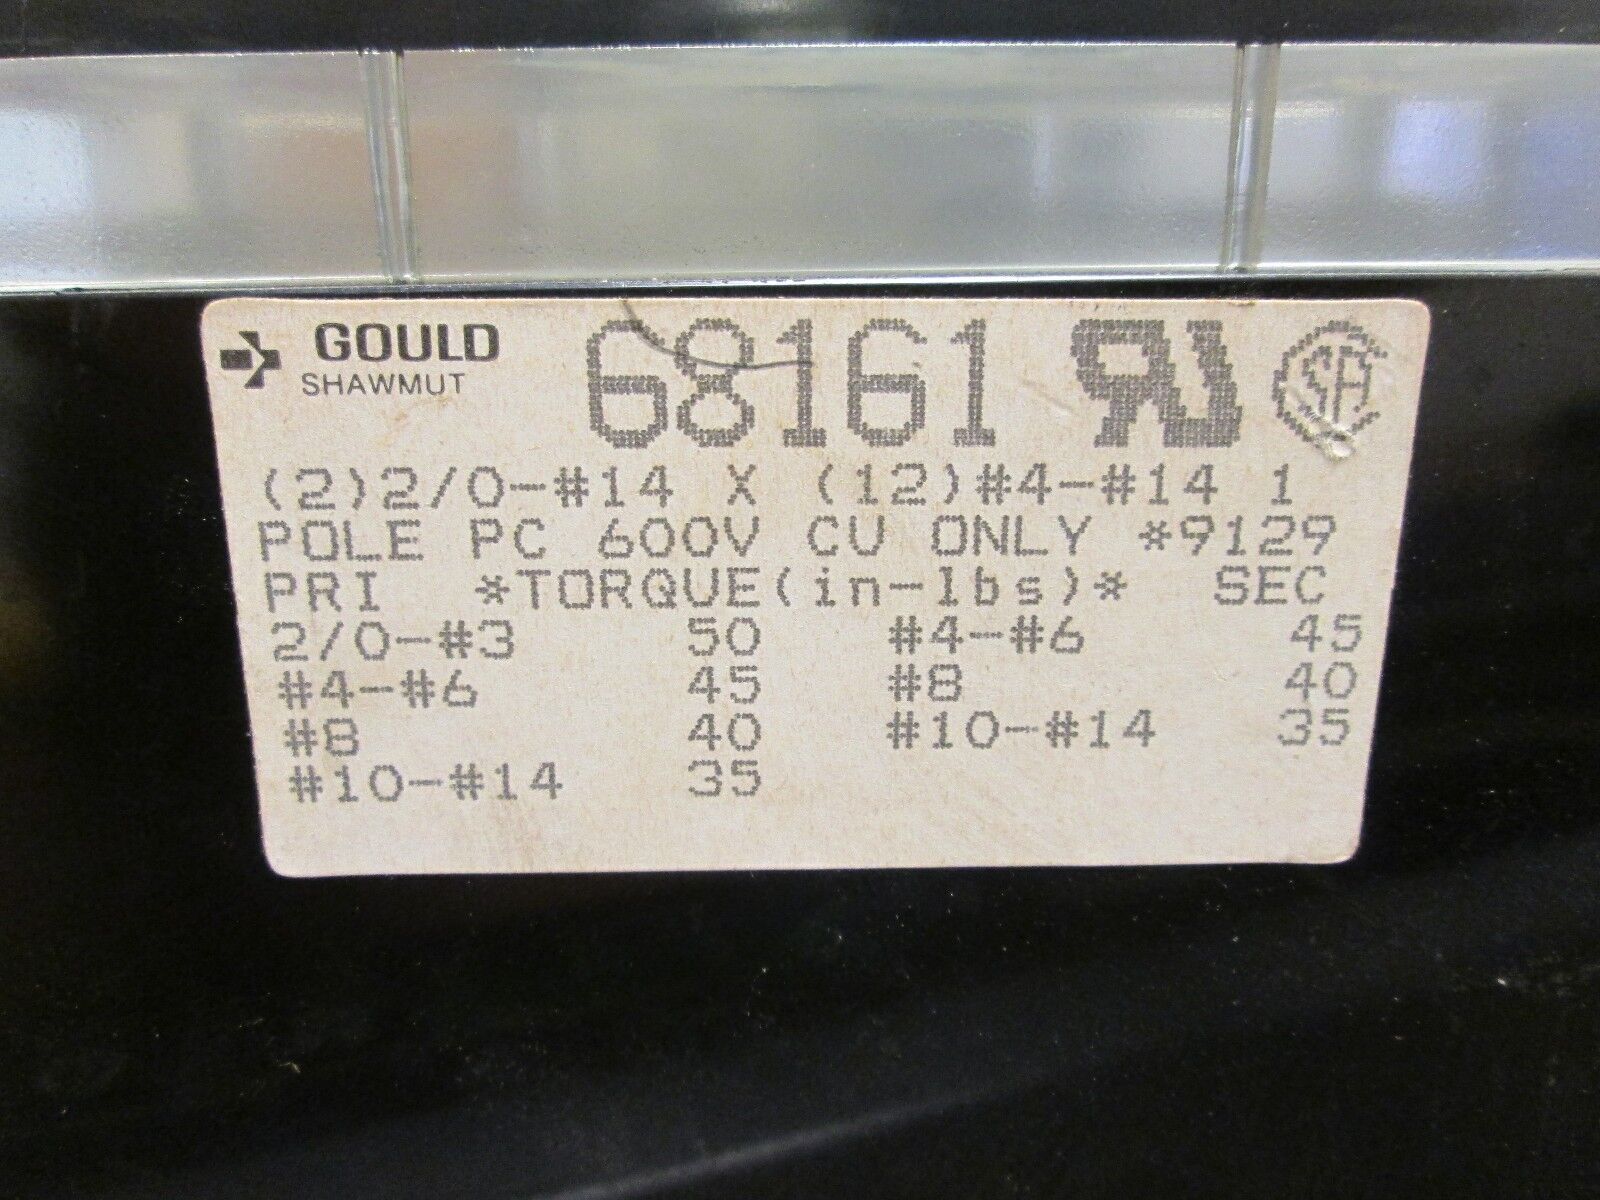 GOULD
SHAWMUT
68161 RU SA
(2)2/0-#14 X (12)#4-#14 1
POLE PC 600V CU ONLY *9129
PRI *TORQUE(in-lbs)* SEC
2/0-#3 50 #4-#6 45
#4-#6 45 #8 40
#8 40 #10-#14 35
#10-#14 35